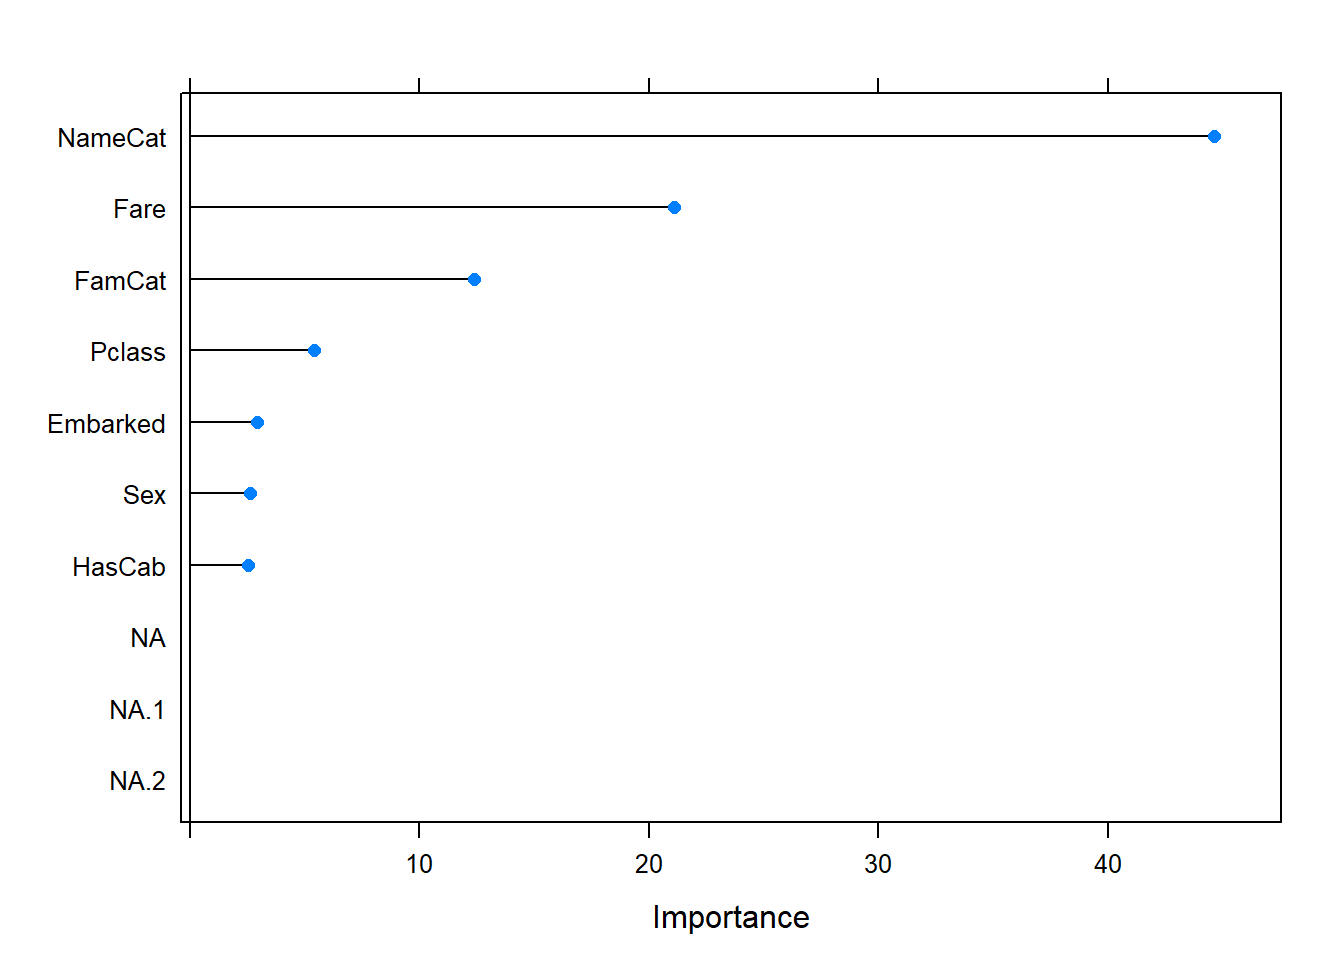 NameCat
Fare
FamCat
Pclass
Embarked
Sex
HasCab
NA
NA.1
NA.2
10 20 30 40
Importance